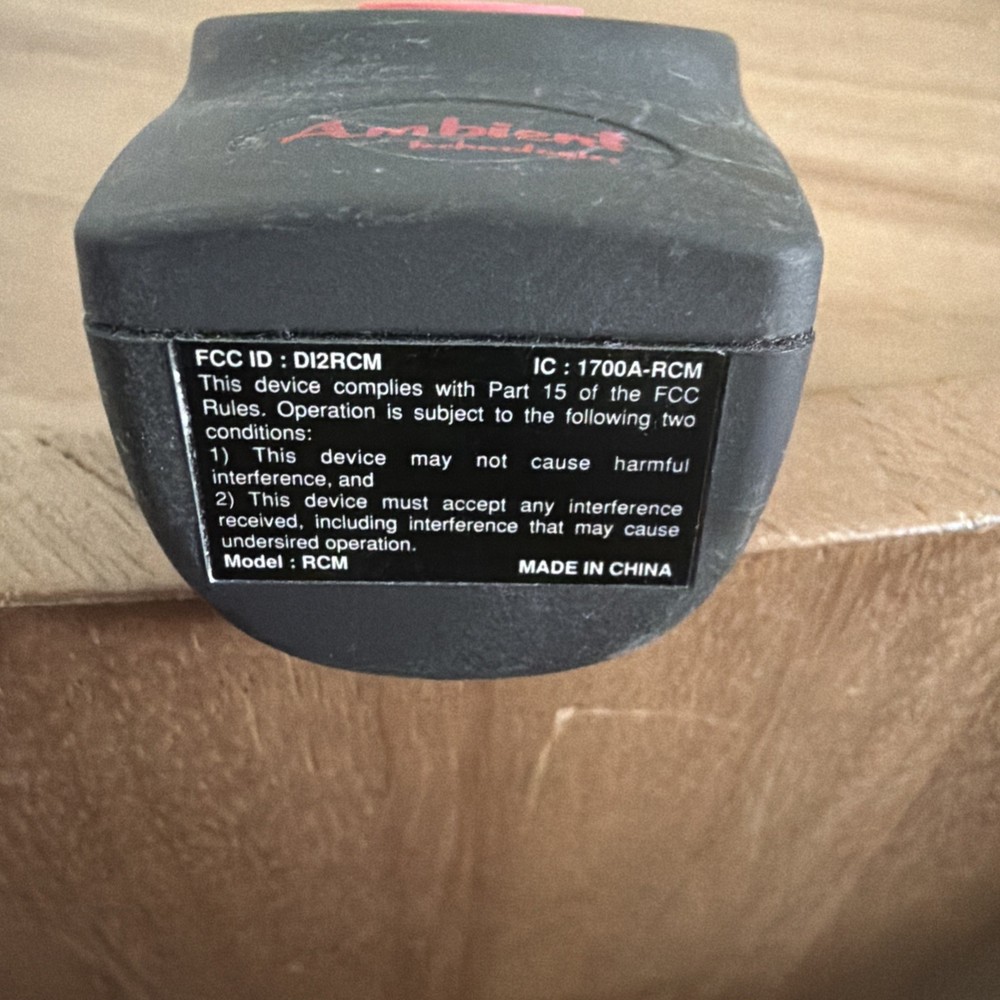 Ambient
technologies
FCC ID : DI2RCM IC : 1700A-RCM
This device complies with Part 15 of the FCC
Rules. Operation is subject to the following two
conditions:
1) This device may not cause harmful
interference, and
2) This device must accept any interference
received, including interference that may cause
undersired operation.
Model : RCM MADE IN CHINA